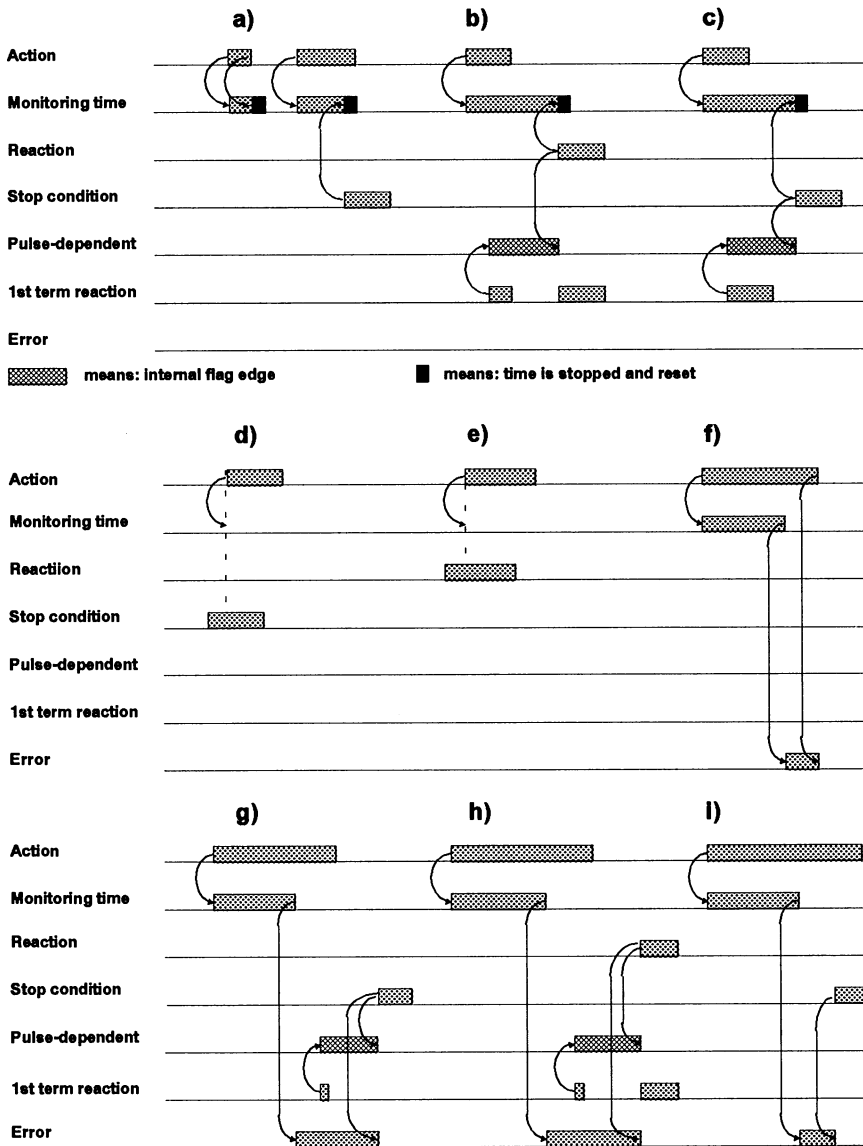 a) b) c)
Action
Monitoring time
Reaction
Stop condition
Pulse-dependent
1st term reaction
Error
means: internal flag edge means: time is stopped and reset
d) e) f)
Action
Monitoring time
Reactiion
Stop condition
Pulse-dependent
1st term reaction
Error
g) h) i)
Action
Monitoring time
Reaction
Stop condition
Pulse-dependent
1st term reaction
Error